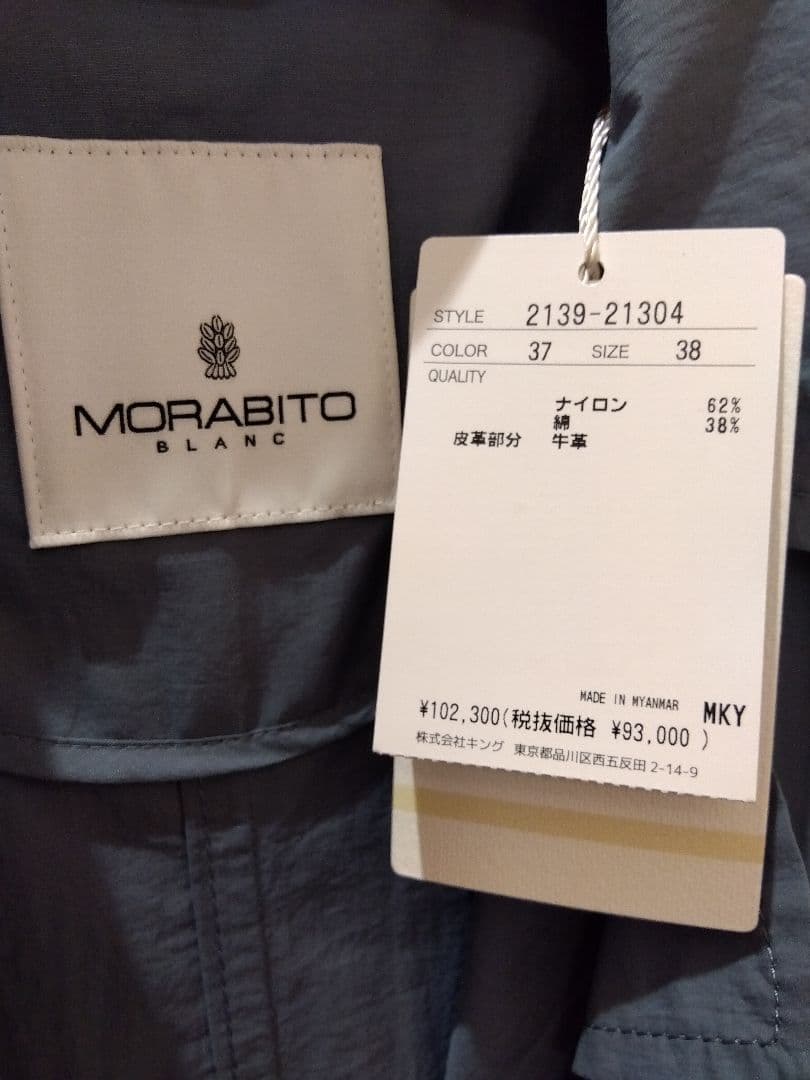 MORABITO
BLANC
STYLE 2139-21304
COLOR 37 SIZE 38
QUALITY
ナイロン 62%
綿 38%
皮革部分 牛革
MADE IN MYANMAR MKY
¥102,300(税抜価格 ¥93,000 )
株式会社キング 東京都品川区西五反田 2-14-9